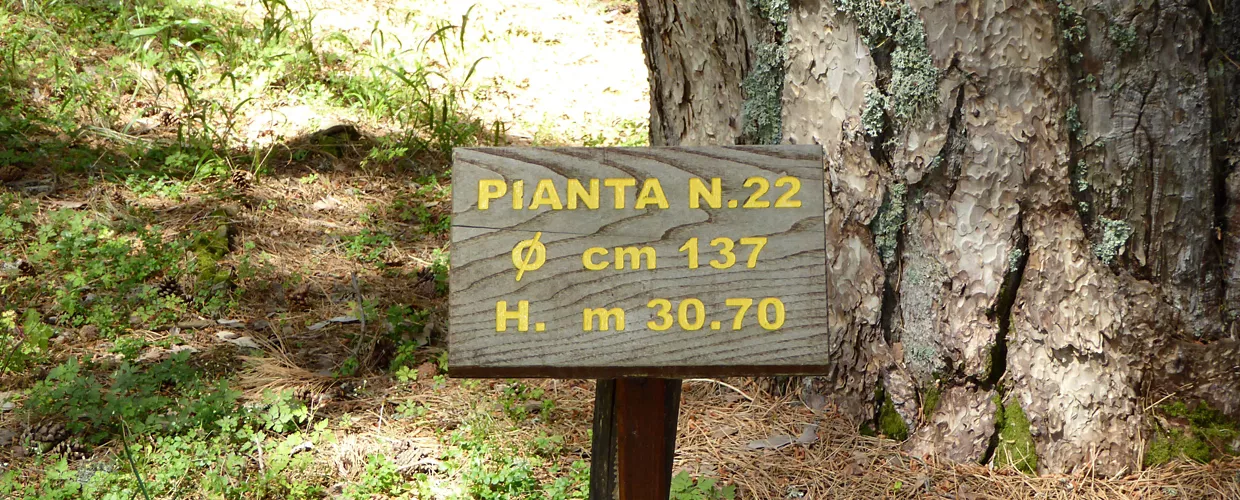 PIANTA N.22
Ø cm 137
H. m 30.70